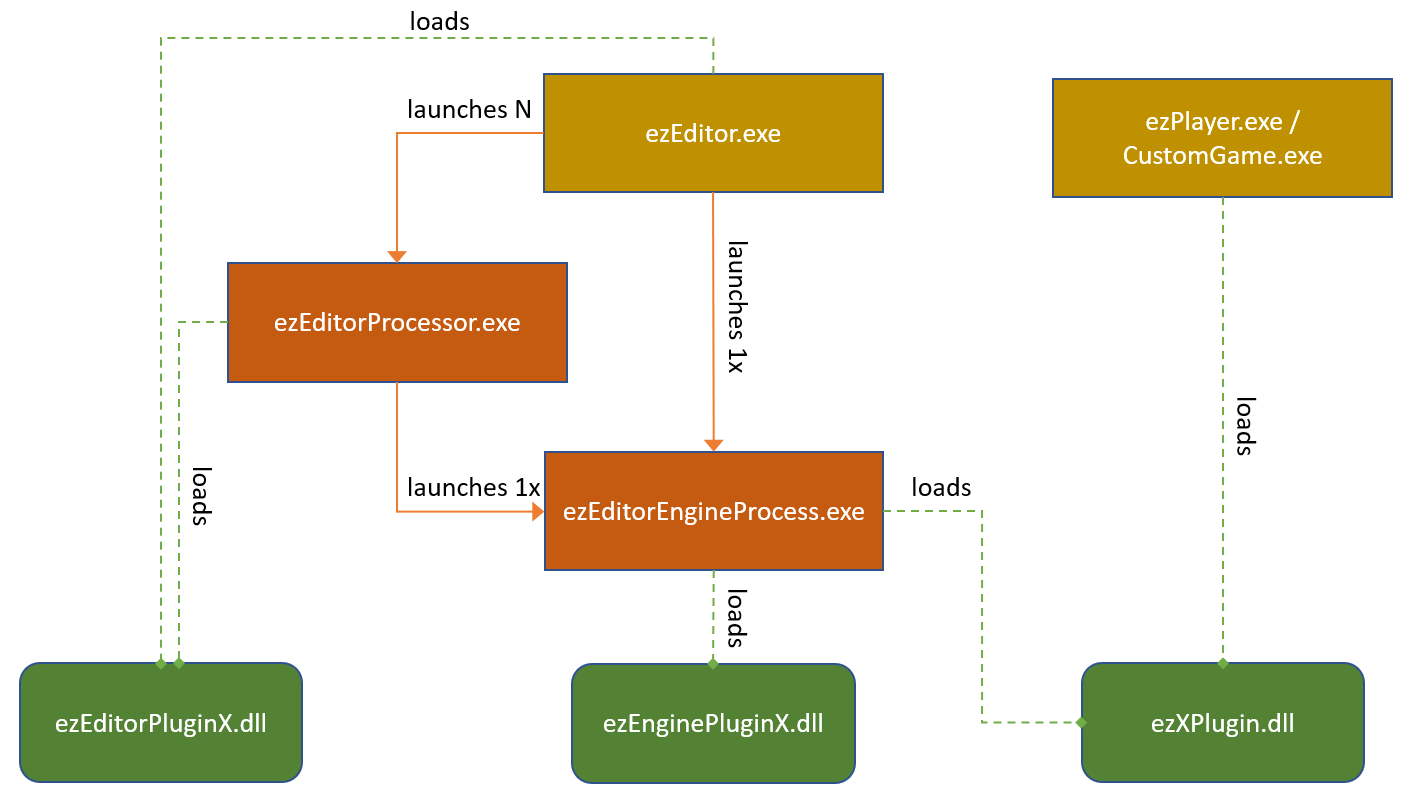 loads
launches N
ezEditor.exe
ezPlayer.exe /
CustomGame.exe
launches 1x
ezEditorProcessor.exe
loads
loads
launches 1x
ezEditorEngineProcess.exe
loads
loads
ezEditorPluginX.dll
ezEnginePluginX.dll
ezXPlugin.dll